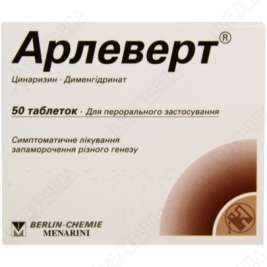 Арлеверт®
Цинаризин · Дименгідринат
50 таблеток · Для перорального застосування
Симптоматичне лікування
запаморочення різного генезу
BERLIN-CHEMIE
MENARINI